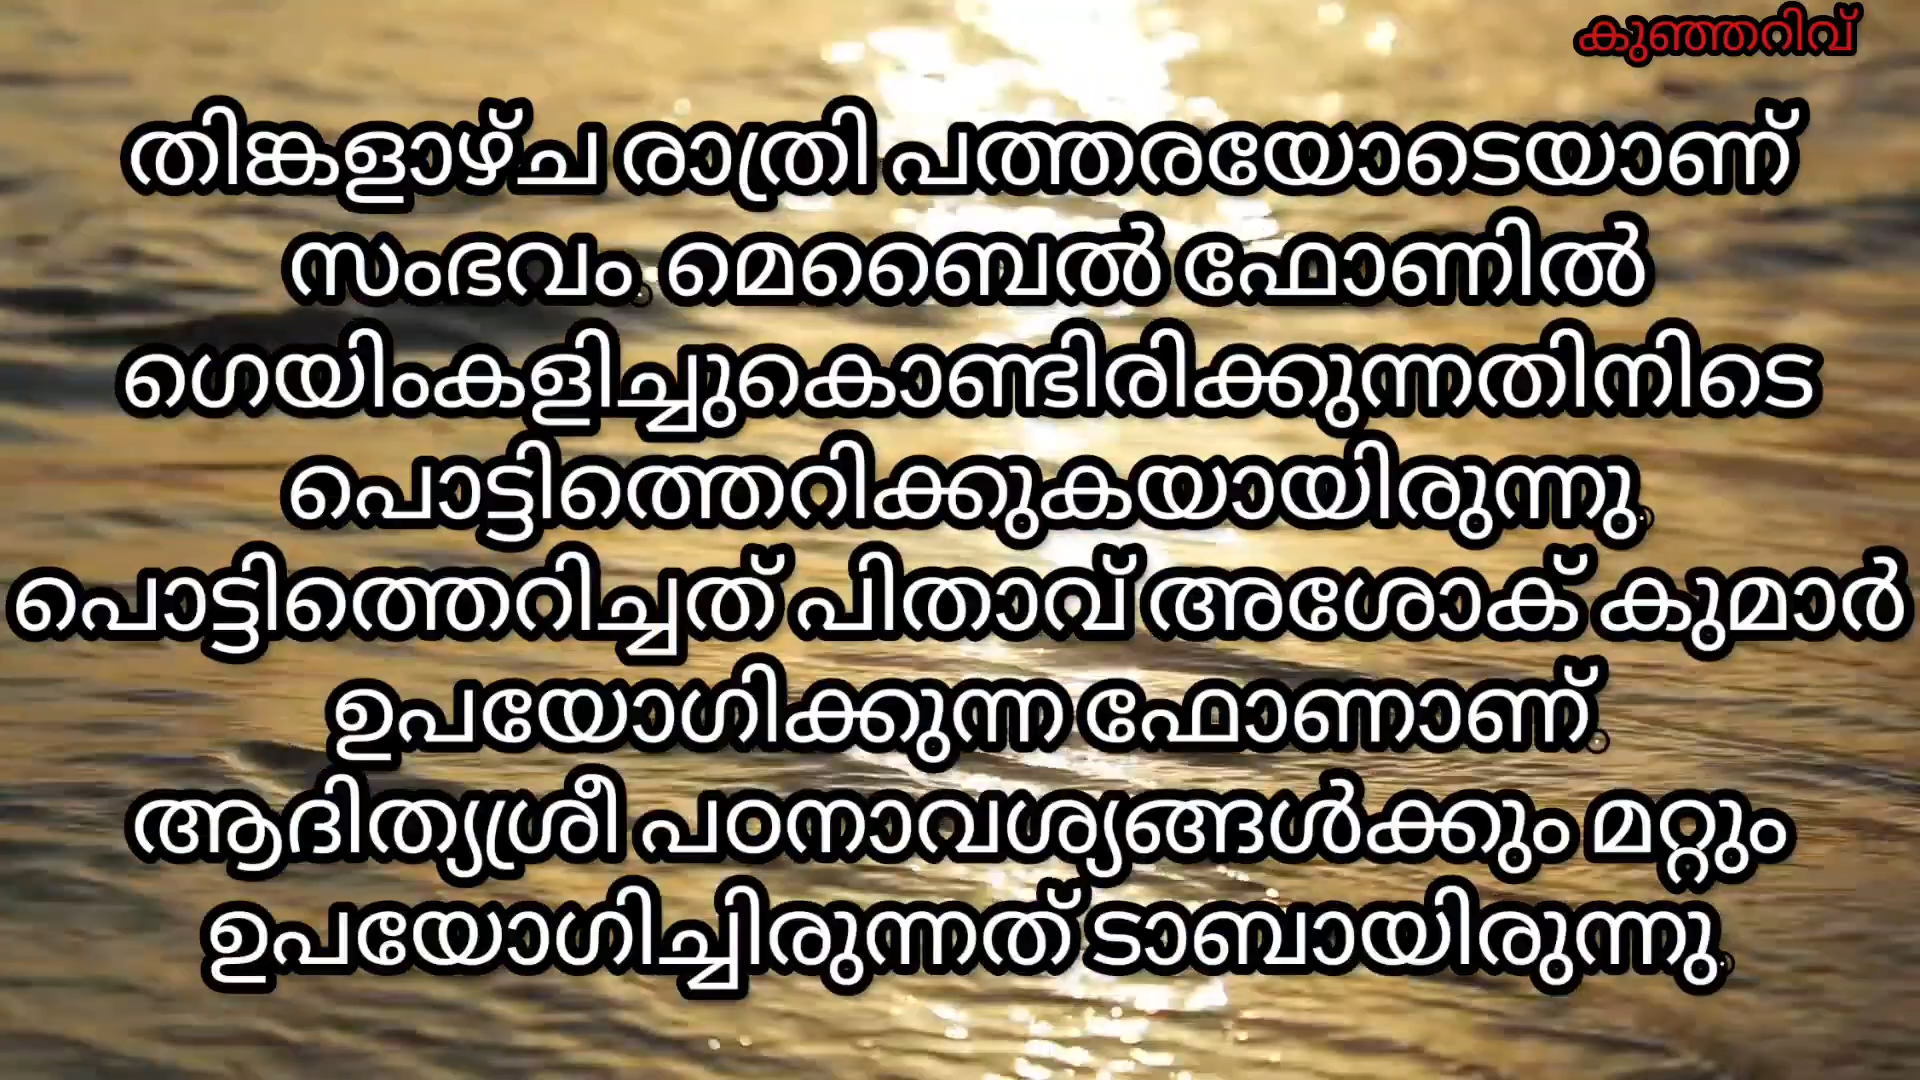 കുഞ്ഞറിവ്
തിങ്കളാഴ്ച രാത്രി പത്തരയോടെയാണ്
സംഭവം. മെബൈൽ ഫോണിൽ
ഗെയിംകളിച്ചുകൊണ്ടിരിക്കുന്നതിനിടെ
പൊട്ടിത്തെറിക്കുകയായിരുന്നു.
പൊട്ടിത്തെറിച്ചത് പിതാവ് അശോക് കുമാർ
ഉപയോഗിക്കുന്ന ഫോണാണ്.
ആദിത്യശ്രീ പഠനാവശ്യങ്ങൾക്കും മറ്റും
ഉപയോഗിച്ചിരുന്നത് ടാബായിരുന്നു.